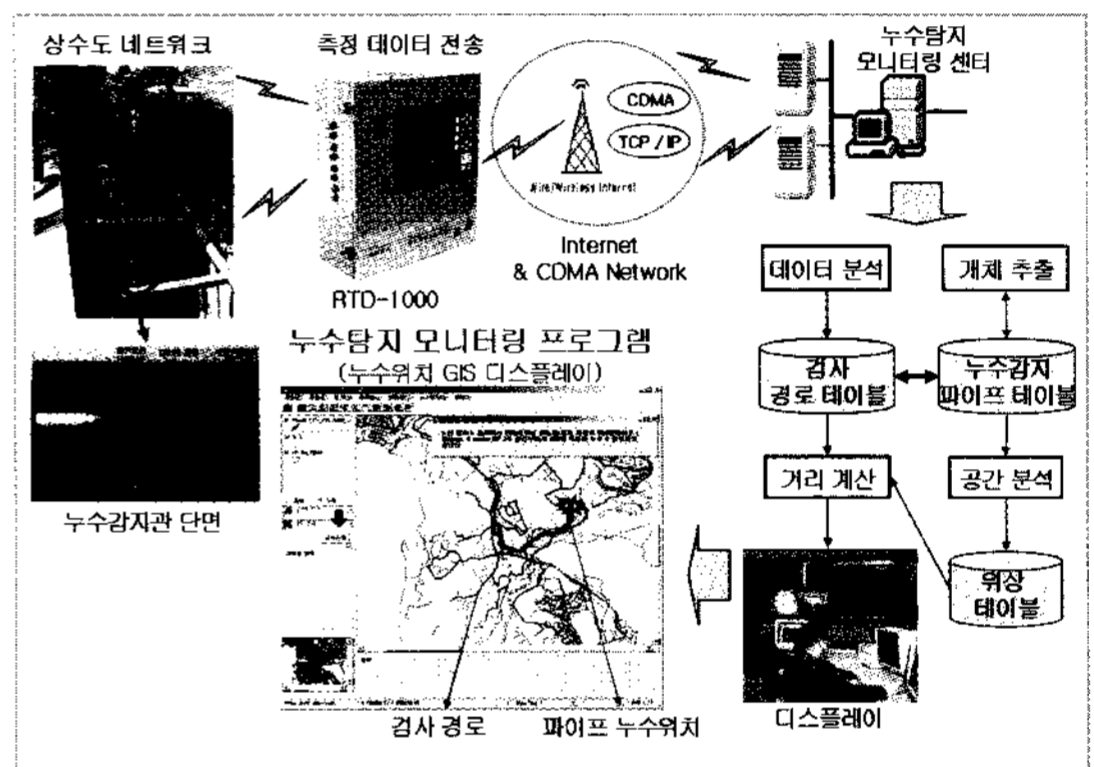 상수도 네트워크
측정 데이터 전송
누수탐지
모니터링 센터
CDMA
TCP / IP
Wire/Wireless Internet
Internet
& CDMA Network
RTD-1000
데이터 분석
개체 추출
누수탐지 모니터링 프로그램
(누수위치 GIS 디스플레이)
검사
경로 테이블
누수감지
파이프 테이블
거리 계산
공간 분석
누수감지관 단면
위상
테이블
디스플레이
검사 경로
파이프 누수위치